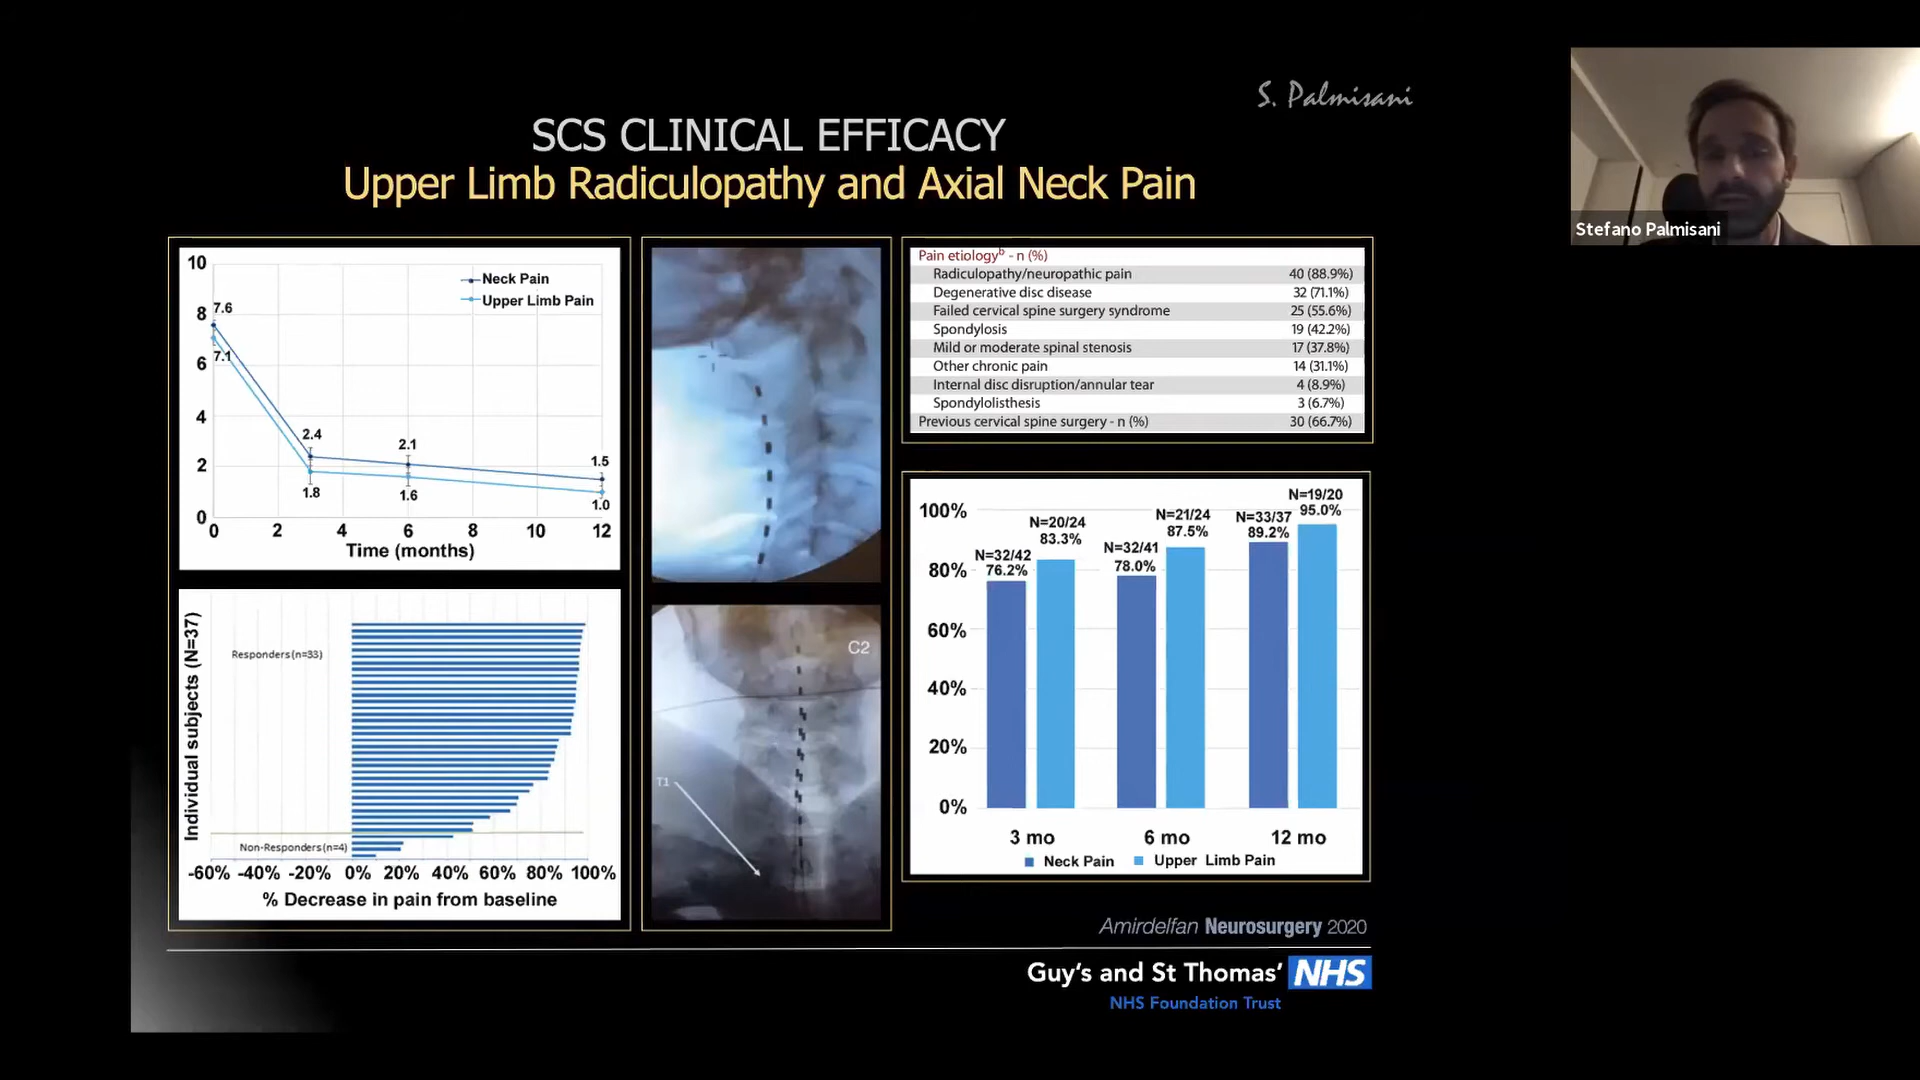 S. Palmisani
SCS CLINICAL EFFICACY
Upper Limb Radiculopathy and Axial Neck Pain
Stefano Palmisani
10
8
6
4
2
0
Neck Pain
Upper Limb Pain
7.6
7.1
2.4
1.8
2.1
1.6
1.5
1.0
0 2 4 6 8 10 12
Time (months)
Individual subjects (N=37)
Responders (n=33)
Non-Responders (n=4)
-60% -40% -20% 0% 20% 40% 60% 80% 100%
% Decrease in pain from baseline
C2
T1
Pain etiologyᵇ - n (%)
Radiculopathy/neuropathic pain 40 (88.9%)
Degenerative disc disease 32 (71.1%)
Failed cervical spine surgery syndrome 25 (55.6%)
Spondylosis 19 (42.2%)
Mild or moderate spinal stenosis 17 (37.8%)
Other chronic pain 14 (31.1%)
Internal disc disruption/annular tear 4 (8.9%)
Spondylolisthesis 3 (6.7%)
Previous cervical spine surgery - n (%) 30 (66.7%)
100%
80%
60%
40%
20%
0%
N=32/42
76.2%
N=20/24
83.3%
N=32/41
78.0%
N=21/24
87.5%
N=33/37
89.2%
N=19/20
95.0%
3 mo 6 mo 12 mo
Neck Pain Upper Limb Pain
Amirdelfan Neurosurgery 2020
Guy's and St Thomas' NHS
NHS Foundation Trust